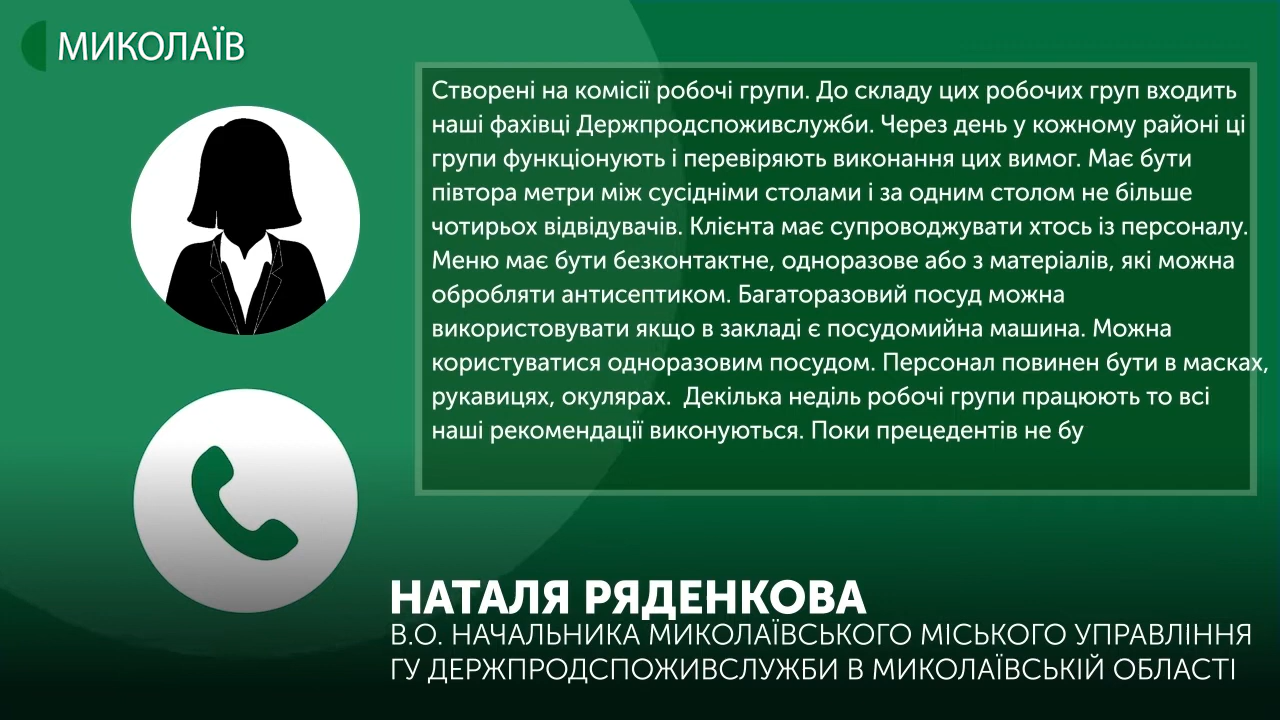 МИКОЛАЇВ
Створені на комісії робочі групи. До складу цих робочих груп входить
наші фахівці Держпродспоживслужби. Через день у кожному районі ці
групи функціонують і перевіряють виконання цих вимог. Має бути
півтора метри між сусідніми столами і за одним столом не більше
чотирьох відвідувачів. Клієнта має супроводжувати хтось із персоналу.
Меню має бути безконтактне, одноразове або з матеріалів, які можна
обробляти антисептиком. Багаторазовий посуд можна
використовувати якщо в закладі є посудомийна машина. Можна
користуватися одноразовим посудом. Персонал повинен бути в масках,
рукавицях, окулярах.  Декілька неділь робочі групи працюють то всі
наші рекомендації виконуються. Поки прецедентів не бу
НАТАЛЯ РЯДЕНКОВА
В.О. НАЧАЛЬНИКА МИКОЛАЇВСЬКОГО МІСЬКОГО УПРАВЛІННЯ
ГУ ДЕРЖПРОДСПОЖИВСЛУЖБИ В МИКОЛАЇВСЬКІЙ ОБЛАСТІ